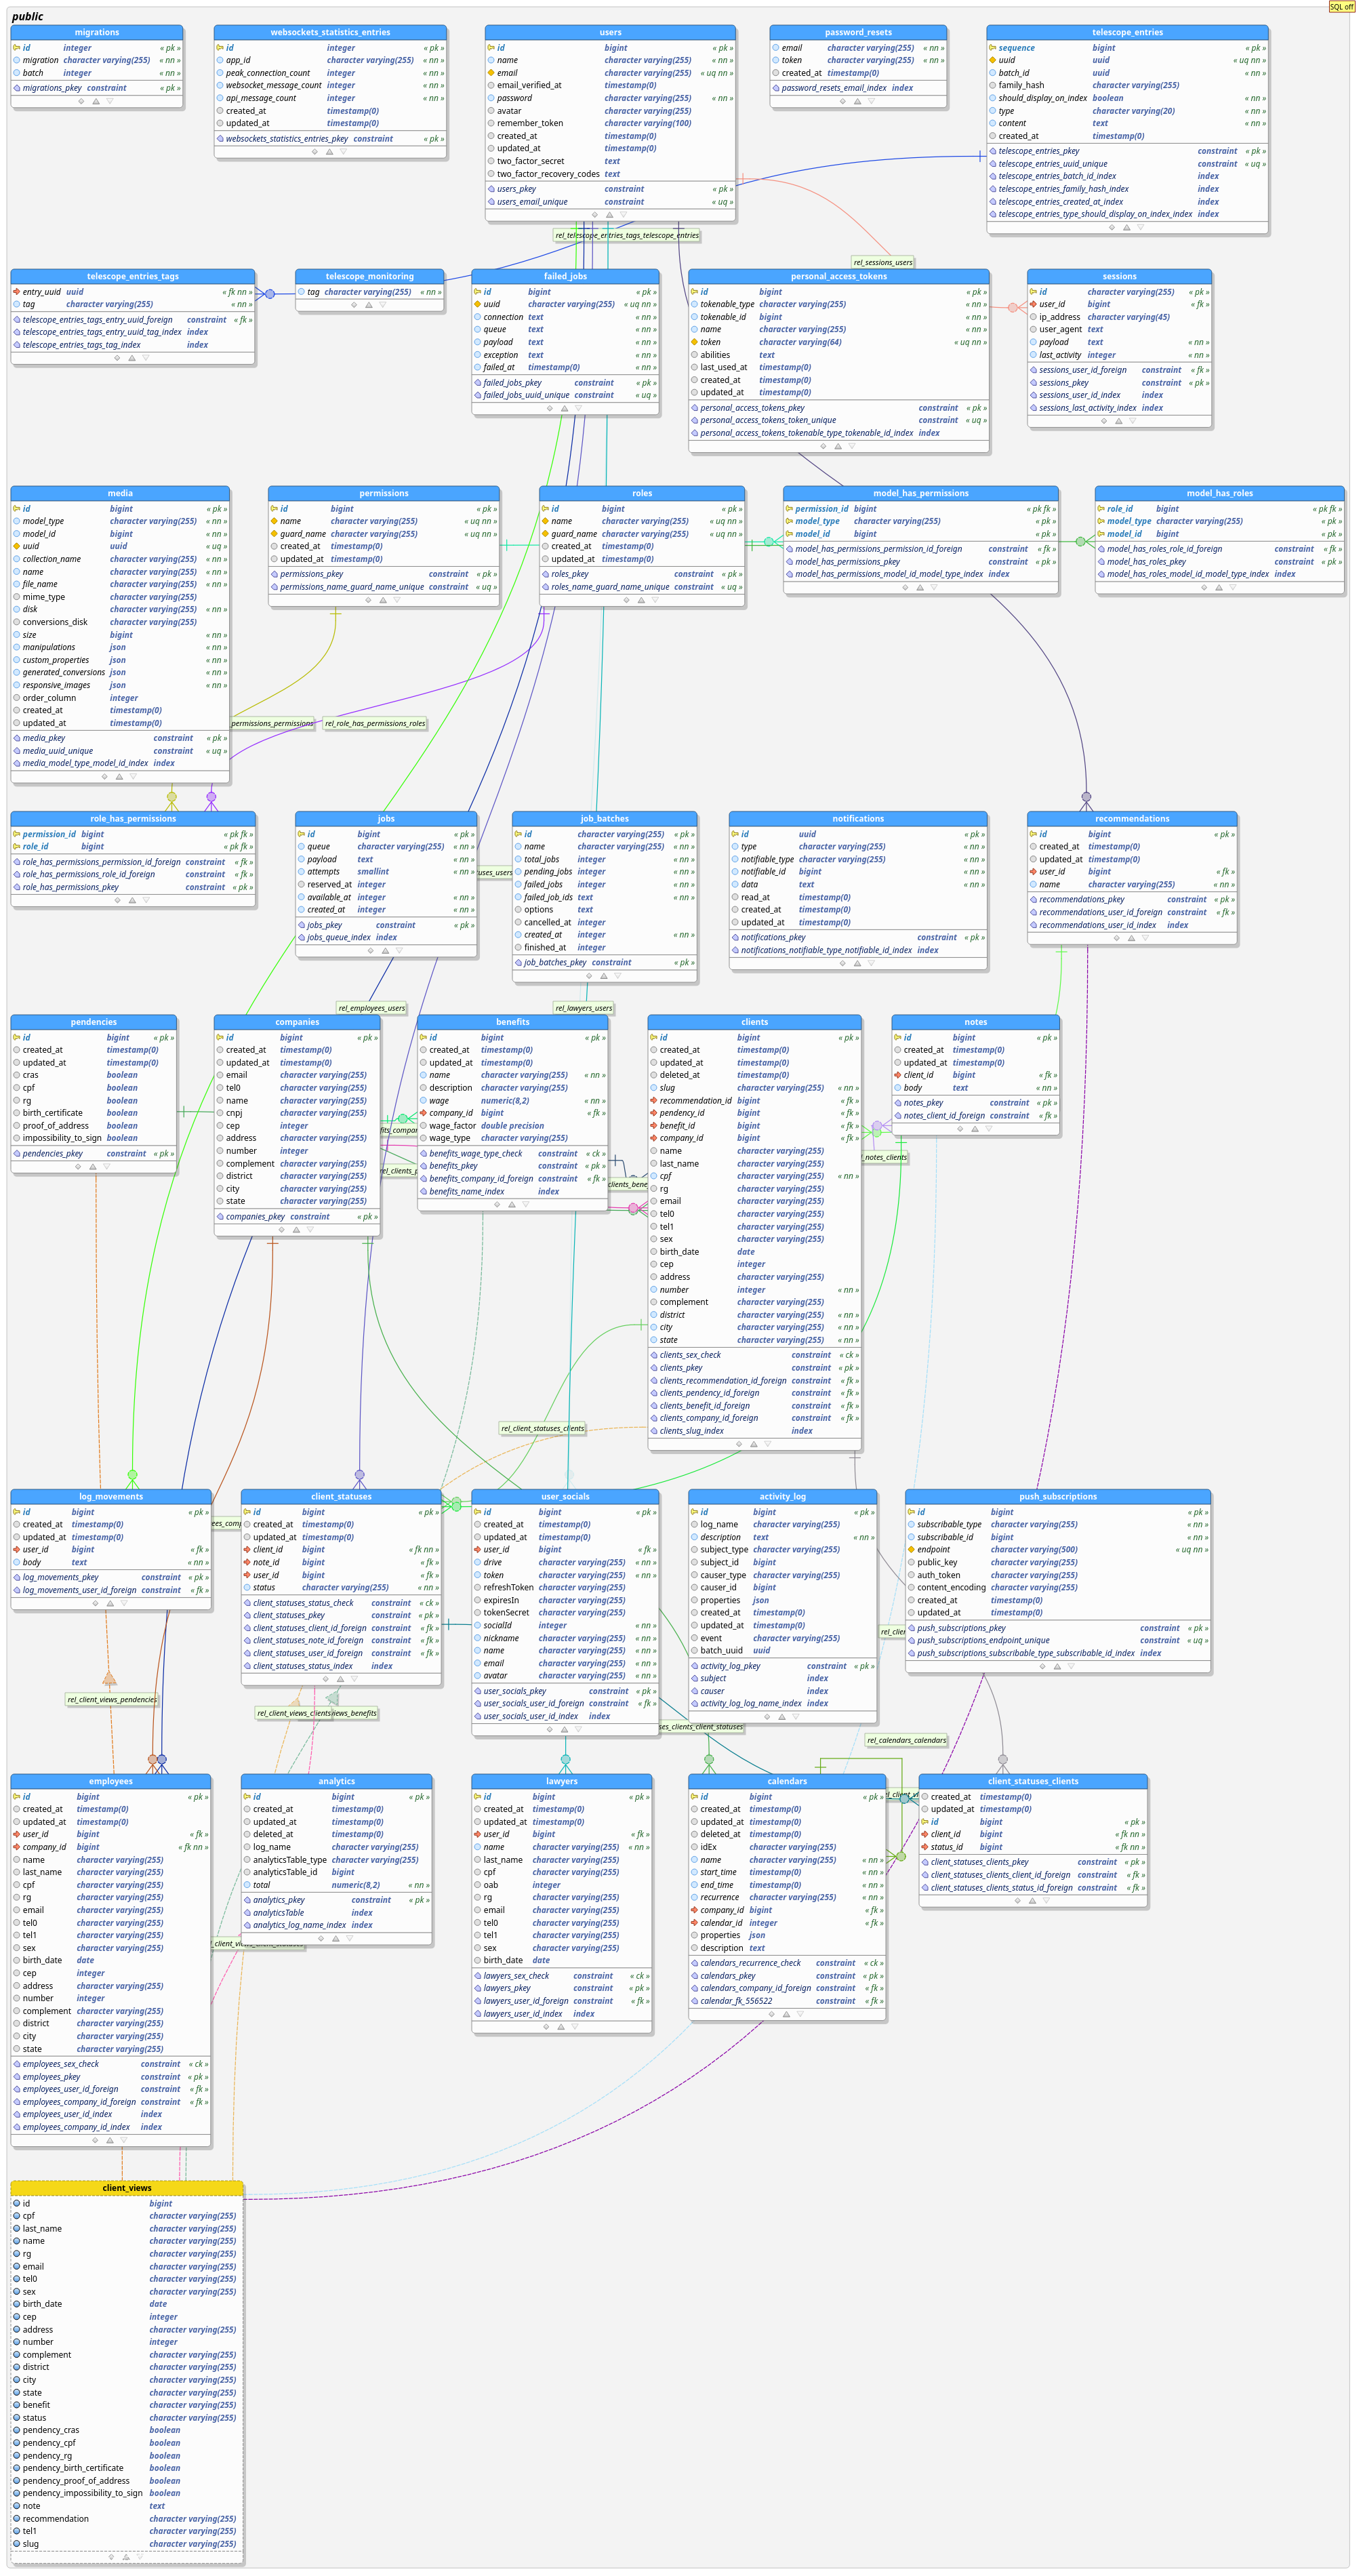 SQL off
public
migrations
id integer « pk »
migration character varying(255) « nn »
batch integer « nn »
migrations_pkey constraint « pk »
websockets_statistics_entries
id integer « pk »
app_id character varying(255) « nn »
peak_connection_count integer « nn »
websocket_message_count integer « nn »
api_message_count integer « nn »
created_at timestamp(0)
updated_at timestamp(0)
websockets_statistics_entries_pkey constraint « pk »
users
id bigint « pk »
name character varying(255) « nn »
email character varying(255) « uq nn »
email_verified_at timestamp(0)
password character varying(255) « nn »
avatar character varying(255)
remember_token character varying(100)
created_at timestamp(0)
updated_at timestamp(0)
two_factor_secret text
two_factor_recovery_codes text
users_pkey constraint « pk »
users_email_unique constraint « uq »
password_resets
email character varying(255) « nn »
token character varying(255) « nn »
created_at timestamp(0)
password_resets_email_index index
telescope_entries
sequence bigint « pk »
uuid uuid « uq nn »
batch_id uuid « nn »
family_hash character varying(255)
should_display_on_index boolean « nn »
type character varying(20) « nn »
content text « nn »
created_at timestamp(0)
telescope_entries_pkey constraint « pk »
telescope_entries_uuid_unique constraint « uq »
telescope_entries_batch_id_index index
telescope_entries_family_hash_index index
telescope_entries_created_at_index index
telescope_entries_type_should_display_on_index_index index
rel_telescope_entries_tags_telescope_entries
rel_sessions_users
telescope_entries_tags
entry_uuid uuid « fk nn »
tag character varying(255) « nn »
telescope_entries_tags_entry_uuid_foreign constraint « fk »
telescope_entries_tags_entry_uuid_tag_index index
telescope_entries_tags_tag_index index
telescope_monitoring
tag character varying(255) « nn »
failed_jobs
id bigint « pk »
uuid character varying(255) « uq nn »
connection text « nn »
queue text « nn »
payload text « nn »
exception text « nn »
failed_at timestamp(0) « nn »
failed_jobs_pkey constraint « pk »
failed_jobs_uuid_unique constraint « uq »
personal_access_tokens
id bigint « pk »
tokenable_type character varying(255) « nn »
tokenable_id bigint « nn »
name character varying(255) « nn »
token character varying(64) « uq nn »
abilities text
last_used_at timestamp(0)
created_at timestamp(0)
updated_at timestamp(0)
personal_access_tokens_pkey constraint « pk »
personal_access_tokens_token_unique constraint « uq »
personal_access_tokens_tokenable_type_tokenable_id_index index
sessions
id character varying(255) « pk »
user_id bigint « fk »
ip_address character varying(45)
user_agent text
payload text « nn »
last_activity integer « nn »
sessions_user_id_foreign constraint « fk »
sessions_pkey constraint « pk »
sessions_user_id_index index
sessions_last_activity_index index
media
id bigint « pk »
model_type character varying(255) « nn »
model_id bigint « nn »
uuid uuid « uq »
collection_name character varying(255) « nn »
name character varying(255) « nn »
file_name character varying(255) « nn »
mime_type character varying(255)
disk character varying(255) « nn »
conversions_disk character varying(255)
size bigint « nn »
manipulations json « nn »
custom_properties json « nn »
generated_conversions json « nn »
responsive_images json « nn »
order_column integer
created_at timestamp(0)
updated_at timestamp(0)
media_pkey constraint « pk »
media_uuid_unique constraint « uq »
media_model_type_model_id_index index
permissions
id bigint « pk »
name character varying(255) « uq nn »
guard_name character varying(255) « uq nn »
created_at timestamp(0)
updated_at timestamp(0)
permissions_pkey constraint « pk »
permissions_name_guard_name_unique constraint « uq »
roles
id bigint « pk »
name character varying(255) « uq nn »
guard_name character varying(255) « uq nn »
created_at timestamp(0)
updated_at timestamp(0)
roles_pkey constraint « pk »
roles_name_guard_name_unique constraint « uq »
model_has_permissions
permission_id bigint « pk fk »
model_type character varying(255) « pk »
model_id bigint « pk »
model_has_permissions_permission_id_foreign constraint « fk »
model_has_permissions_pkey constraint « pk »
model_has_permissions_model_id_model_type_index index
model_has_roles
role_id bigint « pk fk »
model_type character varying(255) « pk »
model_id bigint « pk »
model_has_roles_role_id_foreign constraint « fk »
model_has_roles_pkey constraint « pk »
model_has_roles_model_id_model_type_index index
permissions_permissions
rel_role_has_permissions_roles
role_has_permissions
permission_id bigint « pk fk »
role_id bigint « pk fk »
role_has_permissions_permission_id_foreign constraint « fk »
role_has_permissions_role_id_foreign constraint « fk »
role_has_permissions_pkey constraint « pk »
jobs
id bigint « pk »
queue character varying(255) « nn »
payload text « nn »
attempts smallint « nn »
reserved_at integer
available_at integer « nn »
created_at integer « nn »
jobs_pkey constraint « pk »
jobs_queue_index index
uses_users
job_batches
id character varying(255) « pk »
name character varying(255) « nn »
total_jobs integer « nn »
pending_jobs integer « nn »
failed_jobs integer « nn »
failed_job_ids text « nn »
options text
cancelled_at integer
created_at integer « nn »
finished_at integer
job_batches_pkey constraint « pk »
notifications
id uuid « pk »
type character varying(255) « nn »
notifiable_type character varying(255) « nn »
notifiable_id bigint « nn »
data text « nn »
read_at timestamp(0)
created_at timestamp(0)
updated_at timestamp(0)
notifications_pkey constraint « pk »
notifications_notifiable_type_notifiable_id_index index
recommendations
id bigint « pk »
created_at timestamp(0)
updated_at timestamp(0)
user_id bigint « fk »
name character varying(255) « nn »
recommendations_pkey constraint « pk »
recommendations_user_id_foreign constraint « fk »
recommendations_user_id_index index
rel_employees_users
rel_lawyers_users
pendencies
id bigint « pk »
created_at timestamp(0)
updated_at timestamp(0)
cras boolean
cpf boolean
rg boolean
birth_certificate boolean
proof_of_address boolean
impossibility_to_sign boolean
pendencies_pkey constraint « pk »
companies
id bigint « pk »
created_at timestamp(0)
updated_at timestamp(0)
email character varying(255)
tel0 character varying(255)
name character varying(255)
cnpj character varying(255)
cep integer
address character varying(255)
number integer
complement character varying(255)
district character varying(255)
city character varying(255)
state character varying(255)
companies_pkey constraint « pk »
benefits
id bigint « pk »
created_at timestamp(0)
updated_at timestamp(0)
name character varying(255) « nn »
description character varying(255)
wage numeric(8,2) « nn »
company_id bigint « fk »
wage_factor double precision
wage_type character varying(255)
benefits_wage_type_check constraint « ck »
benefits_pkey constraint « pk »
benefits_company_id_foreign constraint « fk »
benefits_name_index index
clients
id bigint « pk »
created_at timestamp(0)
updated_at timestamp(0)
deleted_at timestamp(0)
slug character varying(255) « nn »
recommendation_id bigint « fk »
pendency_id bigint « fk »
benefit_id bigint « fk »
company_id bigint « fk »
name character varying(255)
last_name character varying(255)
cpf character varying(255) « nn »
rg character varying(255)
email character varying(255)
tel0 character varying(255)
tel1 character varying(255)
sex character varying(255)
birth_date date
cep integer
address character varying(255)
number integer « nn »
complement character varying(255)
district character varying(255) « nn »
city character varying(255) « nn »
state character varying(255) « nn »
clients_sex_check constraint « ck »
clients_pkey constraint « pk »
clients_recommendation_id_foreign constraint « fk »
clients_pendency_id_foreign constraint « fk »
clients_benefit_id_foreign constraint « fk »
clients_company_id_foreign constraint « fk »
clients_slug_index index
notes
id bigint « pk »
created_at timestamp(0)
updated_at timestamp(0)
client_id bigint « fk »
body text « nn »
notes_pkey constraint « pk »
notes_client_id_foreign constraint « fk »
_notes_clients
rel_client_statuses_clients
log_movements
id bigint « pk »
created_at timestamp(0)
updated_at timestamp(0)
user_id bigint « fk »
body text « nn »
log_movements_pkey constraint « pk »
log_movements_user_id_foreign constraint « fk »
client_statuses
id bigint « pk »
created_at timestamp(0)
updated_at timestamp(0)
client_id bigint « fk nn »
note_id bigint « fk »
user_id bigint « fk »
status character varying(255) « nn »
client_statuses_status_check constraint « ck »
client_statuses_pkey constraint « pk »
client_statuses_client_id_foreign constraint « fk »
client_statuses_note_id_foreign constraint « fk »
client_statuses_user_id_foreign constraint « fk »
client_statuses_status_index index
user_socials
id bigint « pk »
created_at timestamp(0)
updated_at timestamp(0)
user_id bigint « fk »
drive character varying(255) « nn »
token character varying(255) « nn »
refreshToken character varying(255)
expiresIn character varying(255)
tokenSecret character varying(255)
socialId integer « nn »
nickname character varying(255) « nn »
name character varying(255) « nn »
email character varying(255) « nn »
avatar character varying(255) « nn »
user_socials_pkey constraint « pk »
user_socials_user_id_foreign constraint « fk »
user_socials_user_id_index index
activity_log
id bigint « pk »
log_name character varying(255)
description text « nn »
subject_type character varying(255)
subject_id bigint
causer_type character varying(255)
causer_id bigint
properties json
created_at timestamp(0)
updated_at timestamp(0)
event character varying(255)
batch_uuid uuid
activity_log_pkey constraint « pk »
subject index
causer index
activity_log_log_name_index index
push_subscriptions
id bigint « pk »
subscribable_type character varying(255) « nn »
subscribable_id bigint « nn »
endpoint character varying(500) « uq nn »
public_key character varying(255)
auth_token character varying(255)
content_encoding character varying(255)
created_at timestamp(0)
updated_at timestamp(0)
push_subscriptions_pkey constraint « pk »
push_subscriptions_endpoint_unique constraint « uq »
push_subscriptions_subscribable_type_subscribable_id_index index
rel_client_views_pendencies
rel_client_views_clients
views_benefits
ses_clients_client_statuses
rel_calendars_calendars
employees
id bigint « pk »
created_at timestamp(0)
updated_at timestamp(0)
user_id bigint « fk »
company_id bigint « fk nn »
name character varying(255)
last_name character varying(255)
cpf character varying(255)
rg character varying(255)
email character varying(255)
tel0 character varying(255)
tel1 character varying(255)
sex character varying(255)
birth_date date
cep integer
address character varying(255)
number integer
complement character varying(255)
district character varying(255)
city character varying(255)
state character varying(255)
employees_sex_check constraint « ck »
employees_pkey constraint « pk »
employees_user_id_foreign constraint « fk »
employees_company_id_foreign constraint « fk »
employees_user_id_index index
employees_company_id_index index
analytics
id bigint « pk »
created_at timestamp(0)
updated_at timestamp(0)
deleted_at timestamp(0)
log_name character varying(255)
analyticsTable_type character varying(255)
analyticsTable_id bigint
total numeric(8,2) « nn »
analytics_pkey constraint « pk »
analyticsTable index
analytics_log_name_index index
lawyers
id bigint « pk »
created_at timestamp(0)
updated_at timestamp(0)
user_id bigint « fk »
name character varying(255) « nn »
last_name character varying(255)
cpf character varying(255)
oab integer
rg character varying(255)
email character varying(255)
tel0 character varying(255)
tel1 character varying(255)
sex character varying(255)
birth_date date
lawyers_sex_check constraint « ck »
lawyers_pkey constraint « pk »
lawyers_user_id_foreign constraint « fk »
lawyers_user_id_index index
calendars
id bigint « pk »
created_at timestamp(0)
updated_at timestamp(0)
deleted_at timestamp(0)
idEx character varying(255)
name character varying(255) « nn »
start_time timestamp(0) « nn »
end_time timestamp(0) « nn »
recurrence character varying(255) « nn »
company_id bigint « fk »
calendar_id integer « fk »
properties json
description text
calendars_recurrence_check constraint « ck »
calendars_pkey constraint « pk »
calendars_company_id_foreign constraint « fk »
calendar_fk_556522 constraint « fk »
client_statuses_clients
created_at timestamp(0)
updated_at timestamp(0)
id bigint « pk »
client_id bigint « fk nn »
status_id bigint « fk nn »
client_statuses_clients_pkey constraint « pk »
client_statuses_clients_client_id_foreign constraint « fk »
client_statuses_clients_status_id_foreign constraint « fk »
client_views
id bigint
cpf character varying(255)
last_name character varying(255)
name character varying(255)
rg character varying(255)
email character varying(255)
tel0 character varying(255)
sex character varying(255)
birth_date date
cep integer
address character varying(255)
number integer
complement character varying(255)
district character varying(255)
city character varying(255)
state character varying(255)
benefit character varying(255)
status character varying(255)
pendency_cras boolean
pendency_cpf boolean
pendency_rg boolean
pendency_birth_certificate boolean
pendency_proof_of_address boolean
pendency_impossibility_to_sign boolean
note text
recommendation character varying(255)
tel1 character varying(255)
slug character varying(255)